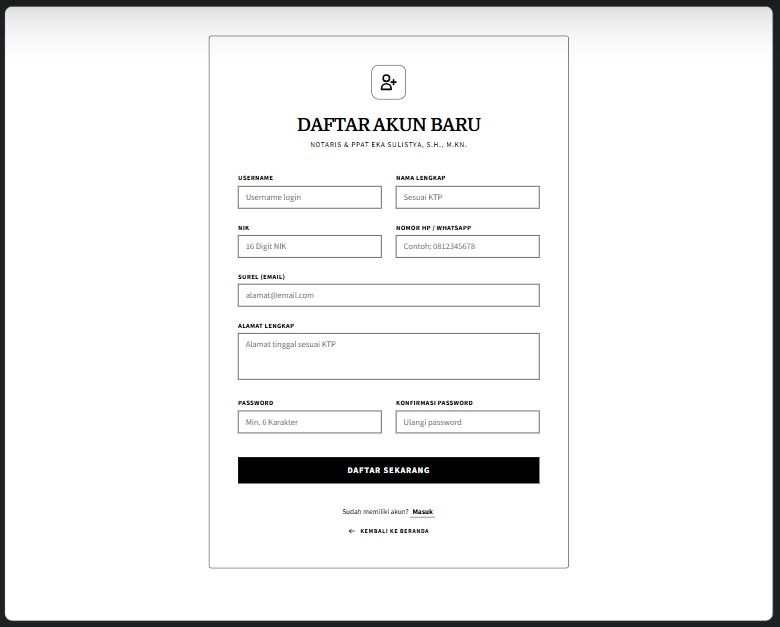 DAFTAR AKUN BARU
NOTARIS & PPAT EKA SULISTYA, S.H., M.KN.
USERNAME NAMA LENGKAP
Username login Sesuai KTP
NIK NOMOR HP / WHATSAPP
16 Digit NIK Contoh: 0812345678
SUREL (EMAIL)
alamat@email.com
ALAMAT LENGKAP
Alamat tinggal sesuai KTP
PASSWORD KONFIRMASI PASSWORD
Min. 6 Karakter Ulangi password
DAFTAR SEKARANG
Sudah memiliki akun? Masuk
← KEMBALI KE BERANDA